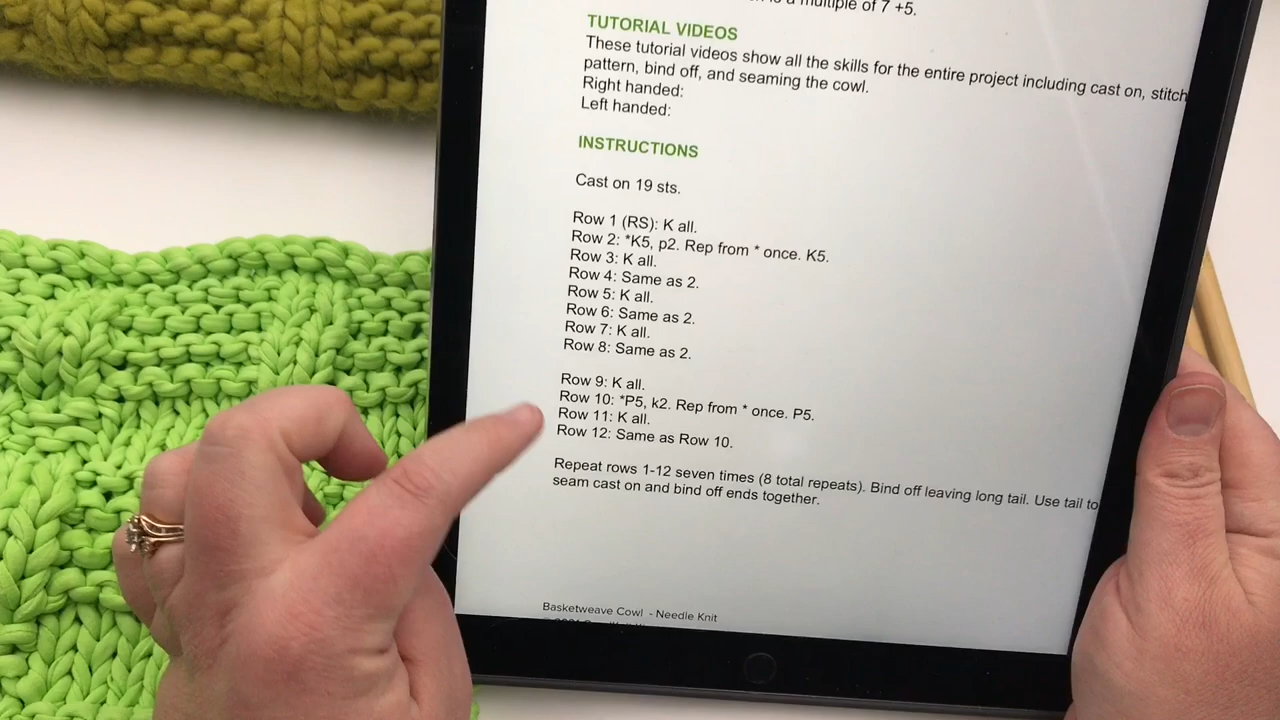 is a multiple of 7 +5.
TUTORIAL VIDEOS
These tutorial videos show all the skills for the entire project including cast on, stitch
pattern, bind off, and seaming the cowl.
Right handed:
Left handed:
INSTRUCTIONS
Cast on 19 sts.
Row 1 (RS): K all.
Row 2: *K5, p2. Rep from * once. K5.
Row 3: K all.
Row 4: Same as 2.
Row 5: K all.
Row 6: Same as 2.
Row 7: K all.
Row 8: Same as 2.
Row 9: K all.
Row 10: *P5, k2. Rep from * once. P5.
Row 11: K all.
Row 12: Same as Row 10.
Repeat rows 1-12 seven times (8 total repeats). Bind off leaving long tail. Use tail to
seam cast on and bind off ends together.
Basketweave Cowl - Needle Knit